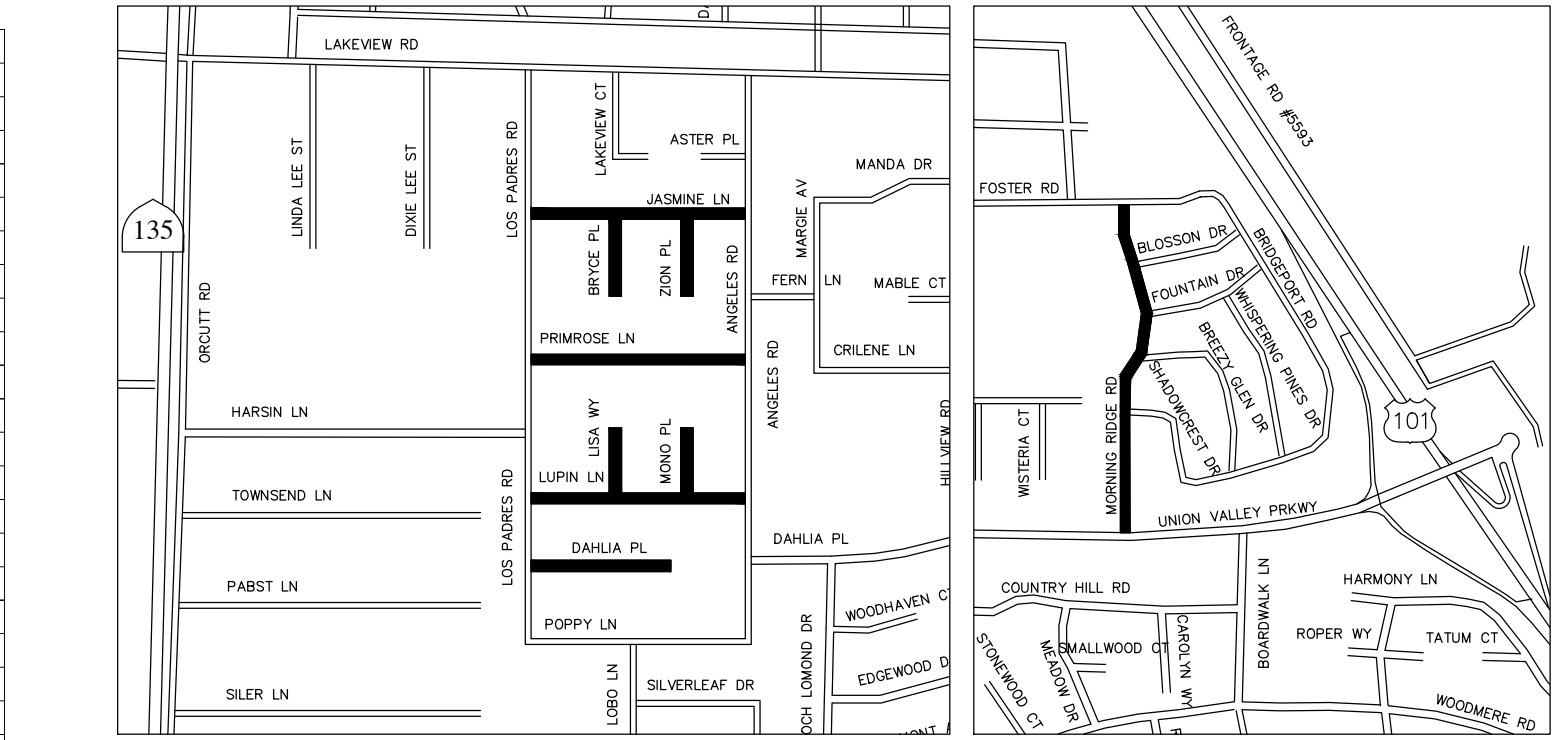 LAKEVIEW RD
LINDA LEE ST
DIXIE LEE ST
LOS PADRES RD
LAKEVIEW CT
ASTER PL
MANDA DR
JASMINE LN
MARGIE AV
135
BRYCE PL
ZION PL
ANGELES RD
FERN LN
MABLE CT
ORCUTT RD
PRIMROSE LN
CRILENE LN
ANGELES RD
HARSIN LN
LISA WY
MONO PL
HILLVIEW RD
LUPIN LN
TOWNSEND LN
LOS PADRES RD
DAHLIA PL
DAHLIA PL
PABST LN
WOODHAVEN C
POPPY LN
OCH LOMOND DR
EDGEWOOD D
SILER LN
LOBO LN
SILVERLEAF DR
FRONTAGE RD #5593
FOSTER RD
BLOSSON DR
BRIDGEPORT RD
FOUNTAIN DR
WHISPERING PINES DR
BREEZY GLEN DR
SHADOWCREST DR
MORNING RIDGE RD
101
WISTERIA CT
UNION VALLEY PRKWY
COUNTRY HILL RD
BOARDWALK LN
HARMONY LN
STONEWOOD CT
MEADOW DR
SMALLWOOD CT
CAROLYN WY
ROPER WY
TATUM CT
WOODMERE RD